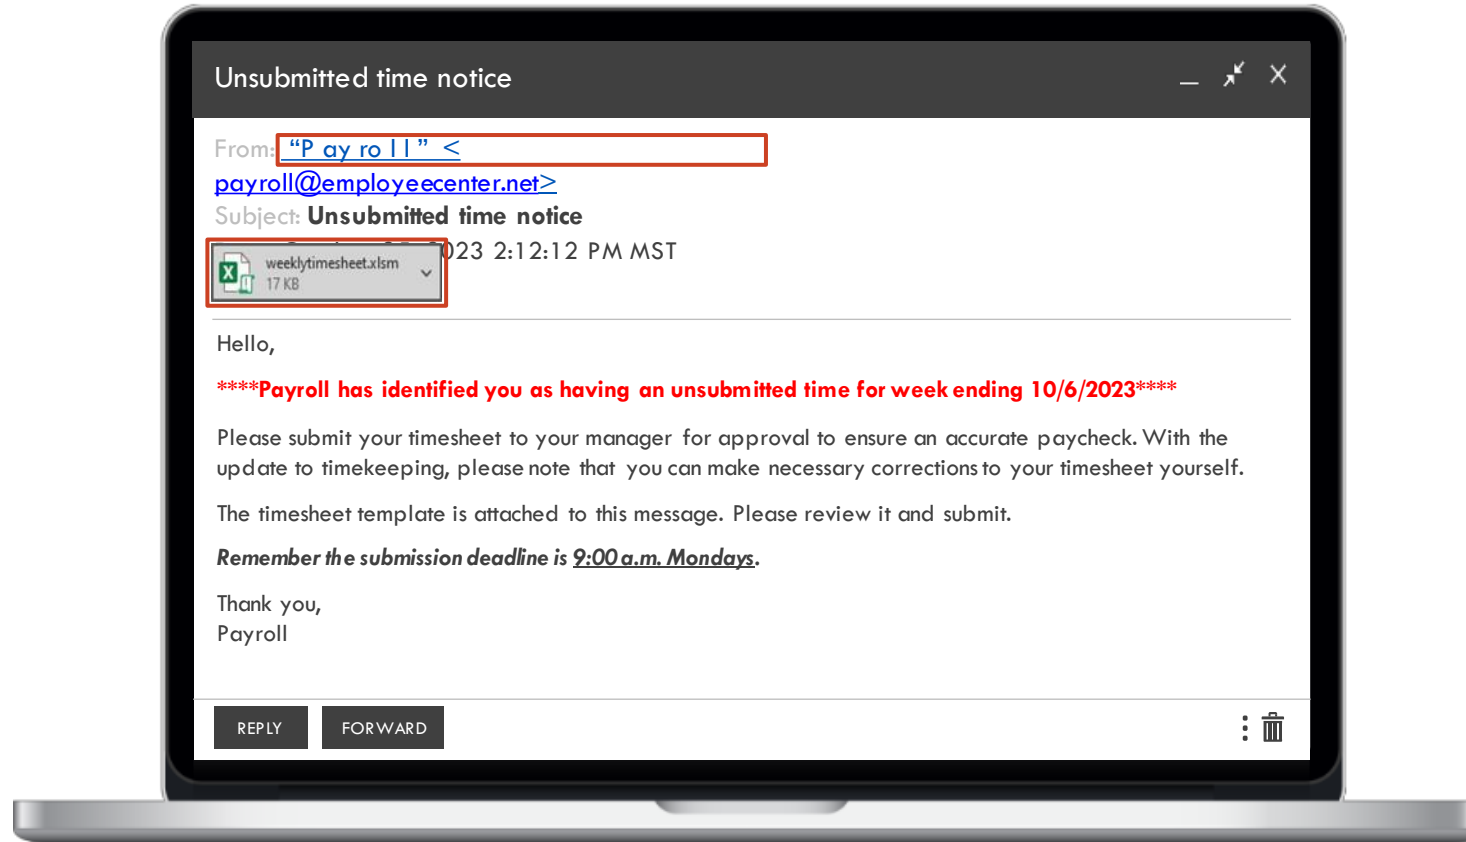 Unsubmitted time notice
From: “P ay ro l l ” <
payroll@employeecenter.net>
Subject: Unsubmitted time notice
2023 2:12:12 PM MST
weeklytimesheet.xlsm
17 KB
Hello,
****Payroll has identified you as having an unsubmitted time for week ending 10/6/2023****
Please submit your timesheet to your manager for approval to ensure an accurate paycheck. With the
update to timekeeping, please note that you can make necessary corrections to your timesheet yourself.
The timesheet template is attached to this message. Please review it and submit.
Remember the submission deadline is 9:00 a.m. Mondays.
Thank you,
Payroll
REPLY FORWARD